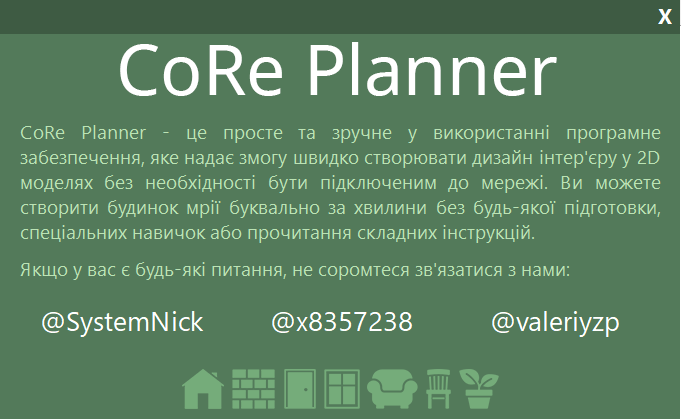 X
CoRe Planner
CoRe Planner - це просте та зручне у використанні програмне
забезпечення, яке надає змогу швидко створювати дизайн інтер'єру у 2D
моделях без необхідності бути підключеним до мережі. Ви можете
створити будинок мрії буквально за хвилини без будь-якої підготовки,
спеціальних навичок або прочитання складних інструкцій.
Якщо у вас є будь-які питання, не соромтеся зв'язатися з нами:
@SystemNick @x8357238 @valeriyzp